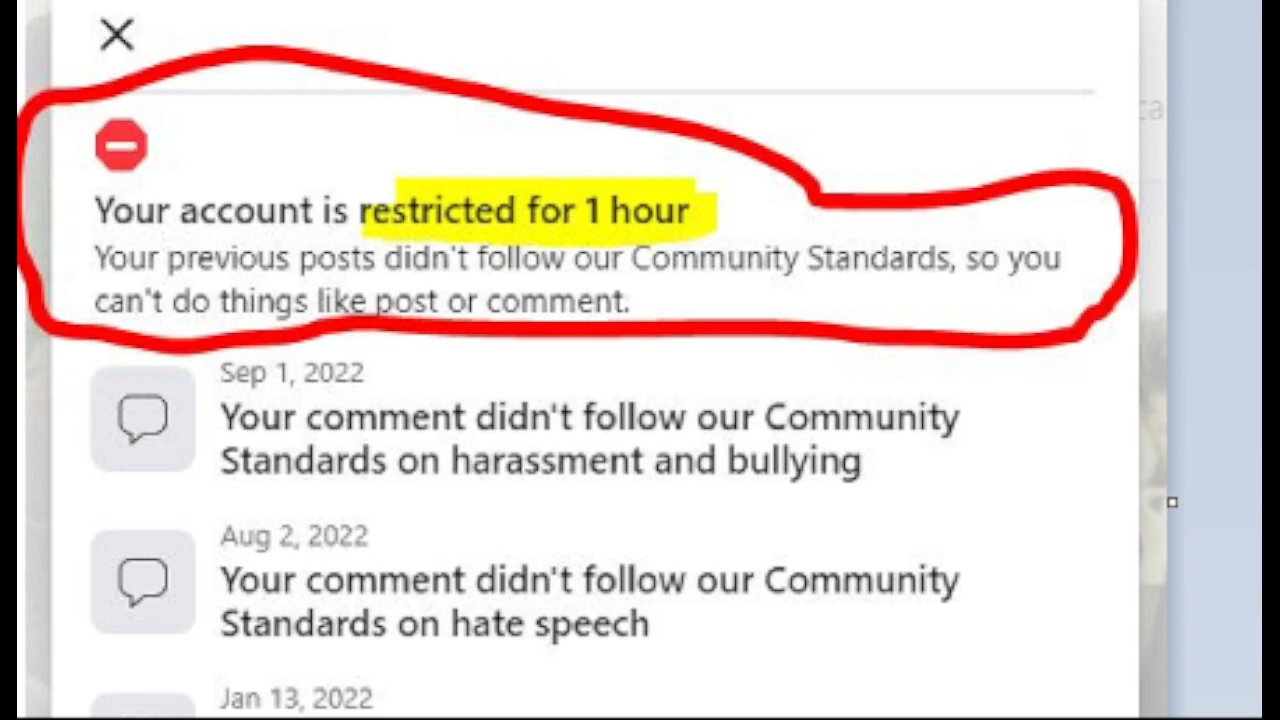 Your account is restricted for 1 hour
Your previous posts didn't follow our Community Standards, so you
can't do things like post or comment.
Sep 1, 2022
Your comment didn't follow our Community
Standards on harassment and bullying
Aug 2, 2022
Your comment didn't follow our Community
Standards on hate speech
Jan 13, 2022